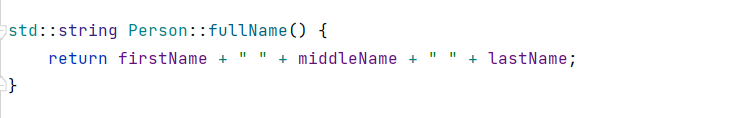 std::string Person::fullName() {
    return firstName + " " + middleName + " " + lastName;
}